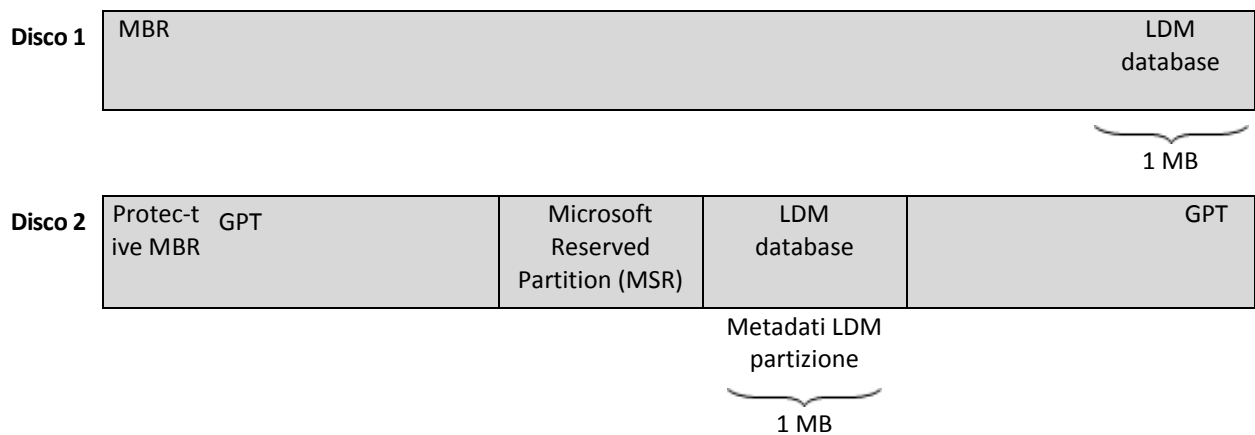 Disco 1
MBR
LDM
database
1 MB
Disco 2
Protec-t
ive MBR
GPT
Microsoft
Reserved
Partition (MSR)
LDM
database
GPT
Metadati LDM
partizione
1 MB